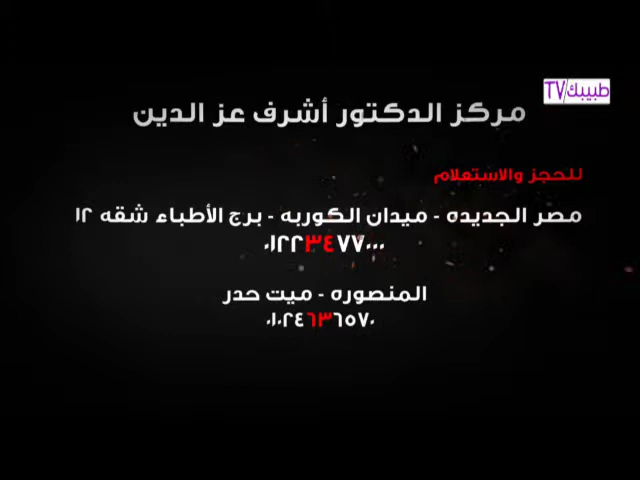 طبيبك TV
مركز الدكتور أشرف عز الدين
للحجز والاستعلام
مصر الجديده - ميدان الكوربه - برج الأطباء شقه ١٢
٠١٢٢٣٤٧٧٠٠٠
المنصوره - ميت حدر
٠١٠٢٤٦٣٦٥٧٠